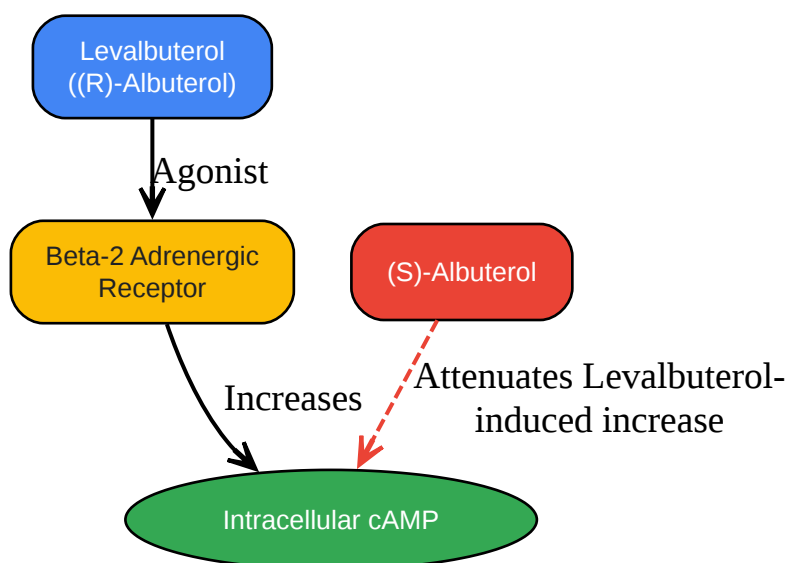 Levalbuterol
((R)-Albuterol)
Agonist
Beta-2 Adrenergic
Receptor
(S)-Albuterol
Increases
Attenuates Levalbuterol-
induced increase
Intracellular cAMP